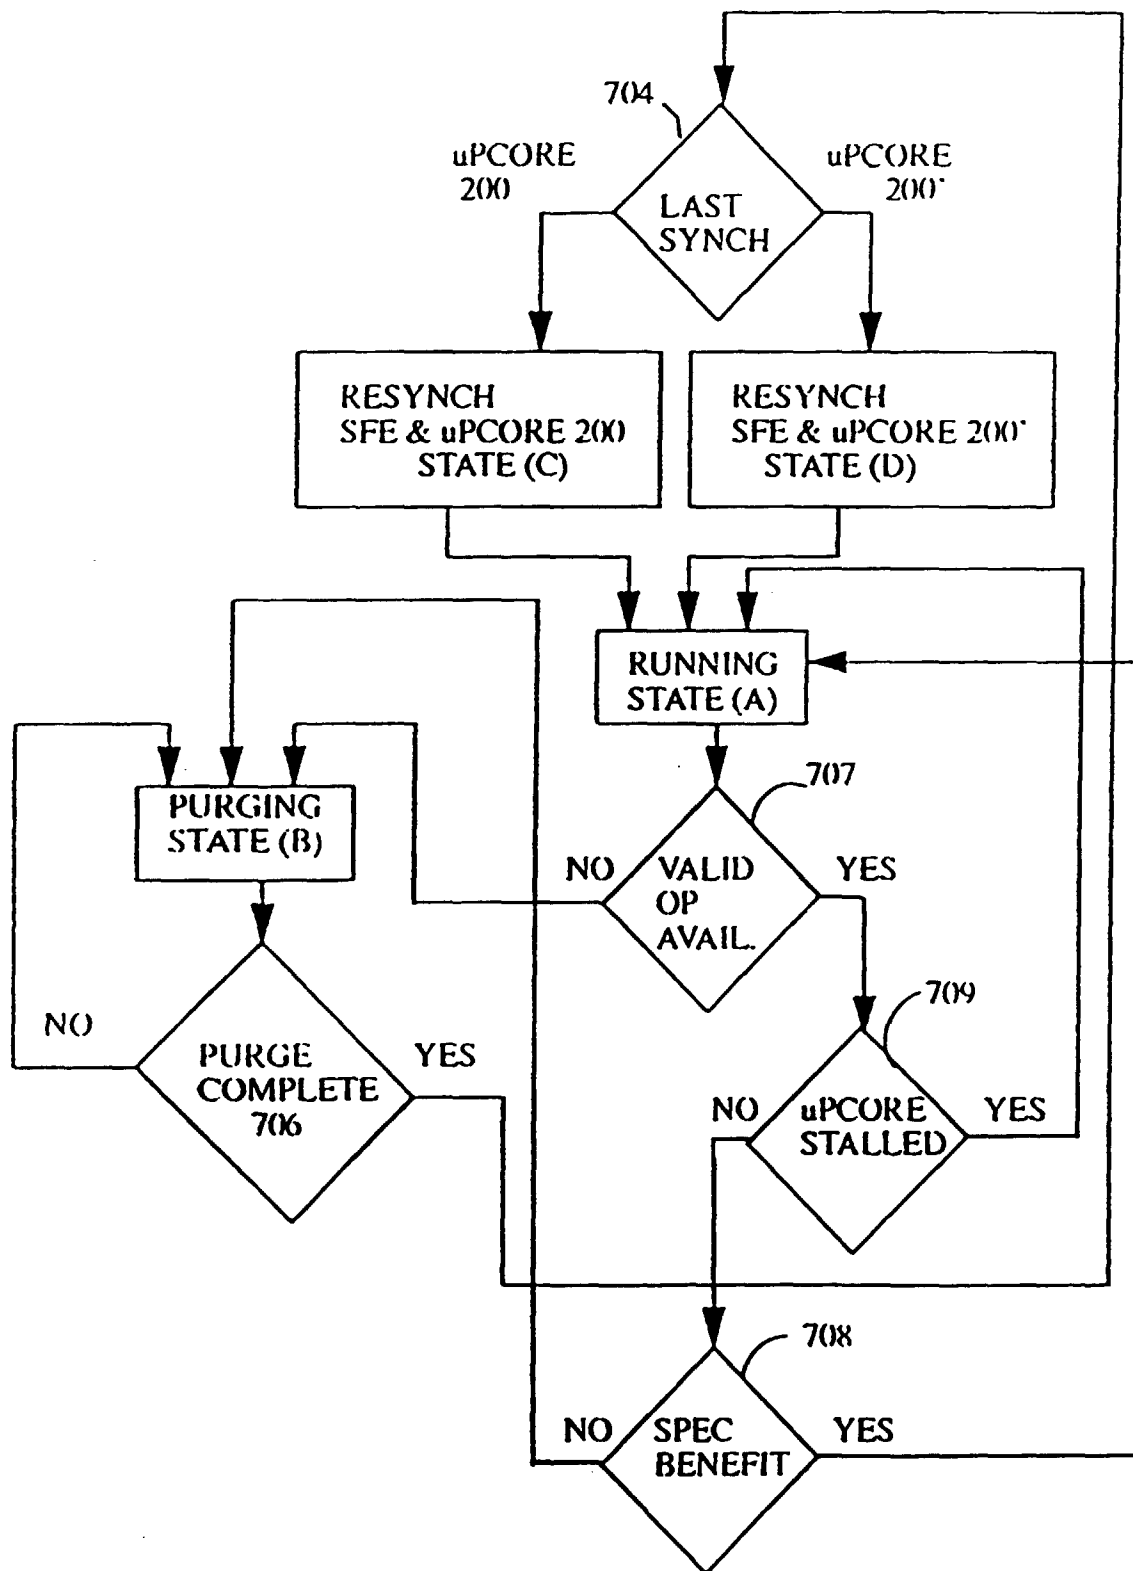 704
uPCORE
200
uPCORE
200'
LAST
SYNCH
RESYNCH
SFE & uPCORE 200
STATE (C)
RESYNCH
SFE & uPCORE 200'
STATE (D)
RUNNING
STATE (A)
PURGING
STATE (B)
707
NO
VALID
OP
AVAIL.
YES
709
NO
PURGE
COMPLETE
706
YES
NO
uPCORE
STALLED
YES
708
NO
SPEC
BENEFIT
YES